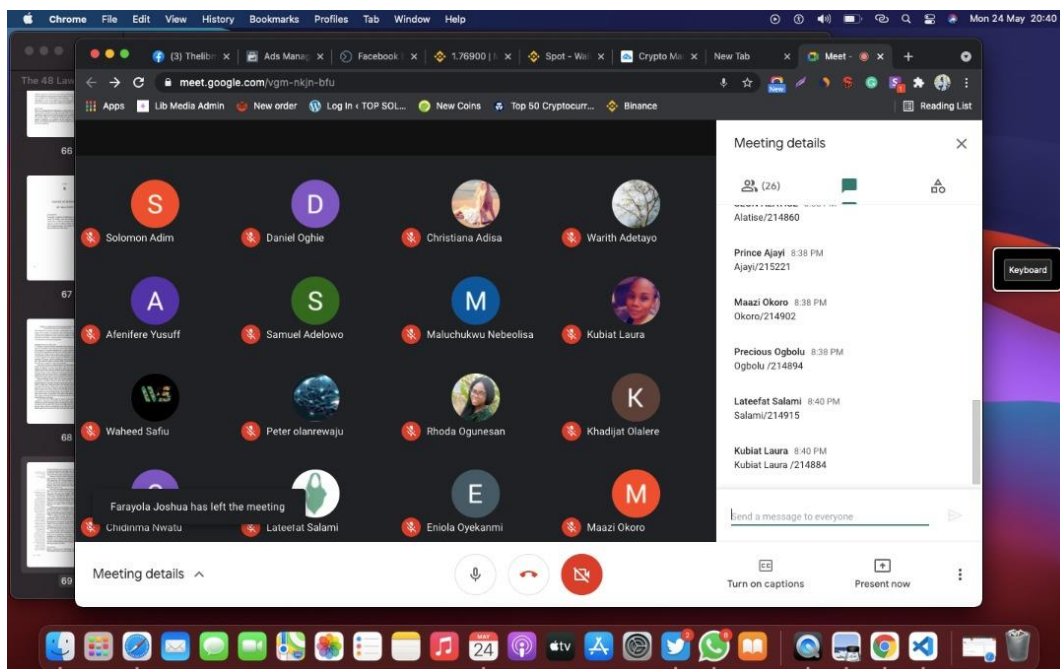 Chrome File Edit View History Bookmarks Profiles Tab Window Help
Mon 24 May 20:40
(3) Thelibm
Ads Manag
Facebook
1.76900 |
Spot - Wal
Crypto Ma
New Tab
Meet -
The 48 Law
meet.google.com/vgm-nkjn-bfu
New
Apps Lib Media Admin New order Log In ‹ TOP SOL... New Coins Top 50 Cryptocurr... Binance
Reading List
66
67
68
69
S
Solomon Adim
D
Daniel Oghie
Christiana Adisa
Warith Adetayo
A
Afenifere Yusuff
S
Samuel Adelowo
M
Maluchukwu Nebeolisa
Kubiat Laura
Waheed Safiu
Peter olanrewaju
Rhoda Ogunesan
K
Khadijat Olalere
Chidinma Nwatu
Lateefat Salami
E
Eniola Oyekanmi
M
Maazi Okoro
Farayola Joshua has left the meeting
Meeting details
(26)
Alatise/214860
Prince Ajayi 8:38 PM
Ajayi/215221
Maazi Okoro 8:38 PM
Okoro/214902
Precious Ogbolu 8:38 PM
Ogbolu /214894
Lateefat Salami 8:40 PM
Salami/214915
Kubiat Laura 8:40 PM
Kubiat Laura /214884
Send a message to everyone
Keyboard
Meeting details
Turn on captions
Present now
MAY
24
tv